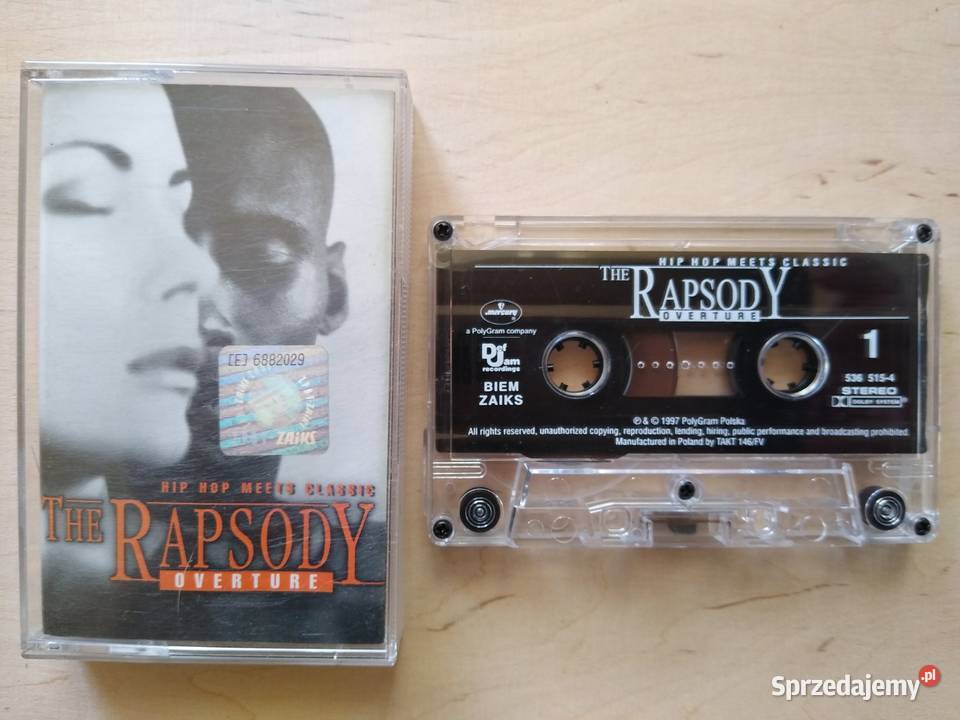 [E] 6882029
ZAiKS
HIP HOP MEETS CLASSIC
THE RAPSODY
OVERTURE
HIP HOP MEETS CLASSIC
THE RAPSODY
OVERTURE
mercury
a PolyGram company
Def Jam
recordings
BIEM
ZAIKS
1
536 515-4
STEREO
DOLBY SYSTEM
℗ & © 1997 PolyGram Polska
All rights reserved, unauthorized copying, reproduction, lending, hiring, public performance and broadcasting prohibited.
Manufactured in Poland by TAKT 146/FV
Sprzedajemy.pl